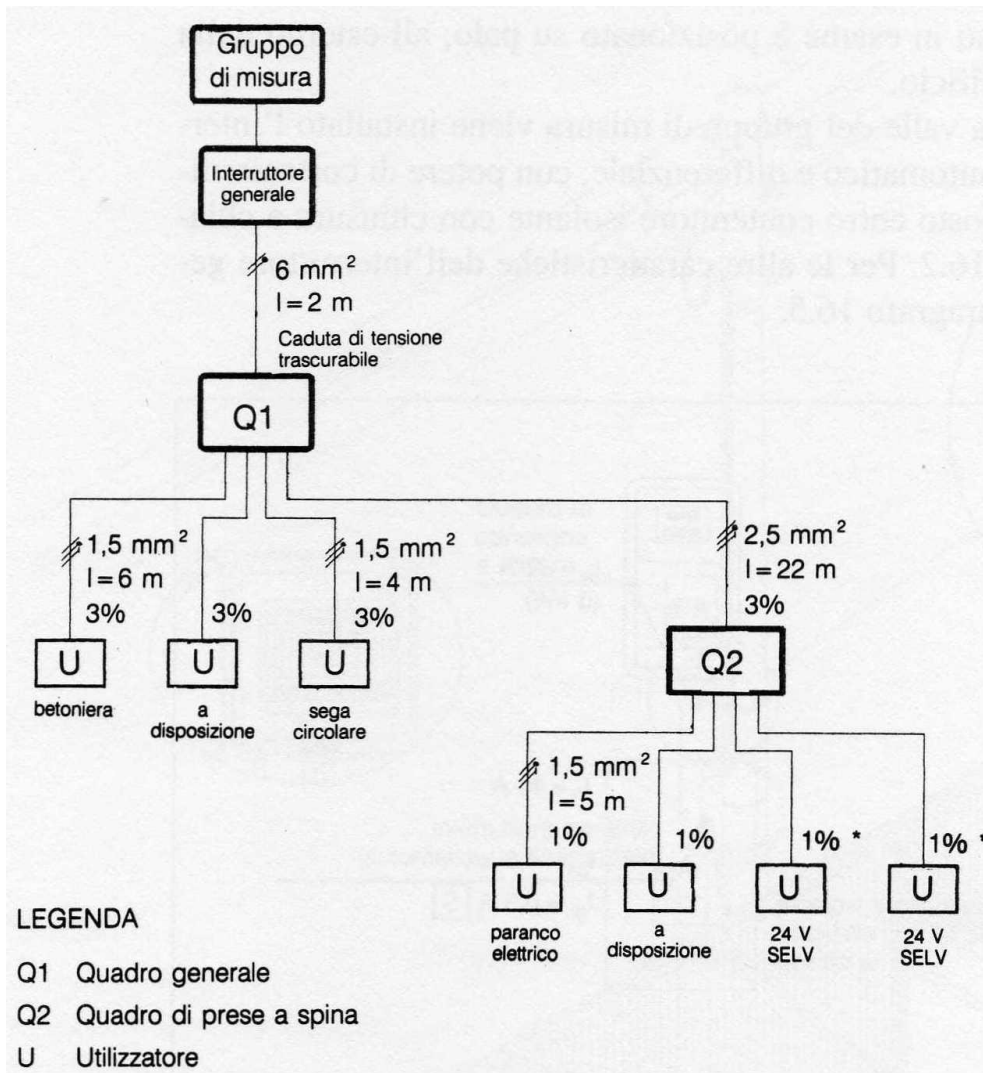 Gruppo
di misura
Interruttore
generale
6 mm²
l=2 m
Caduta di tensione
trascurabile
Q1
1,5 mm²
l=6 m
3%
U
betoniera
3%
U
a
disposizione
1,5 mm²
l=4 m
3%
U
sega
circolare
2,5 mm²
l=22 m
3%
Q2
1,5 mm²
l=5 m
1%
U
paranco
elettrico
1%
U
a
disposizione
1% *
U
24 V
SELV
1% *
U
24 V
SELV
LEGENDA
Q1 Quadro generale
Q2 Quadro di prese a spina
U Utilizzatore